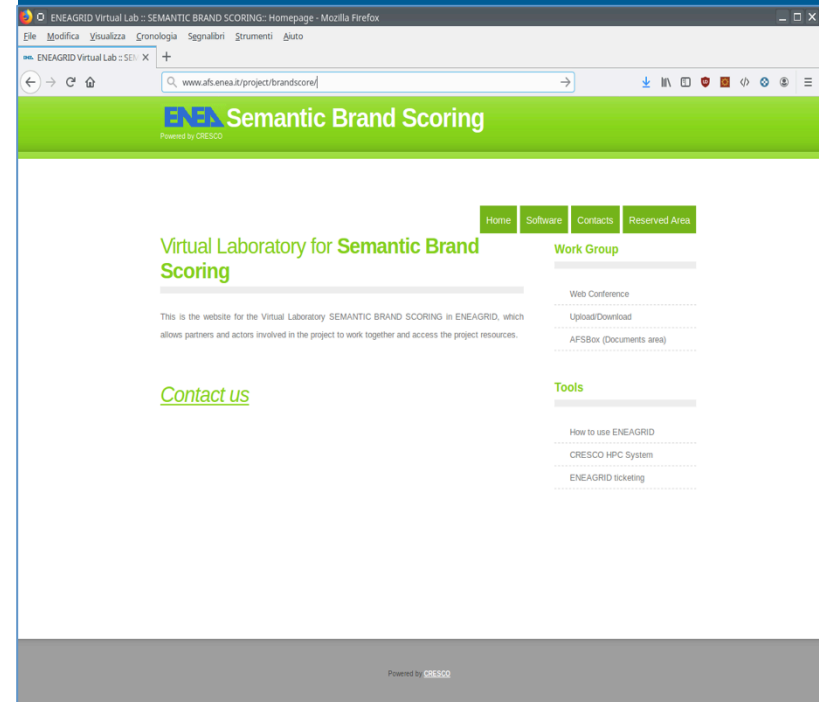 ENEAGRID Virtual Lab :: SEMANTIC BRAND SCORING:: Homepage - Mozilla Firefox
File Modifica Visualizza Cronologia Segnalibri Strumenti Aiuto
ENEAGRID Virtual Lab :: SEM
www.afs.enea.it/project/brandscore/
ENEA Semantic Brand Scoring
Powered by CRESCO
Home Software Contacts Reserved Area
Virtual Laboratory for Semantic Brand
Scoring
This is the website for the Virtual Laboratory SEMANTIC BRAND SCORING in ENEAGRID, which
allows partners and actors involved in the project to work together and access the project resources.
Contact us
Work Group
Web Conference
Upload/Download
AFSBox (Documents area)
Tools
How to use ENEAGRID
CRESCO HPC System
ENEAGRID ticketing
Powered by CRESCO